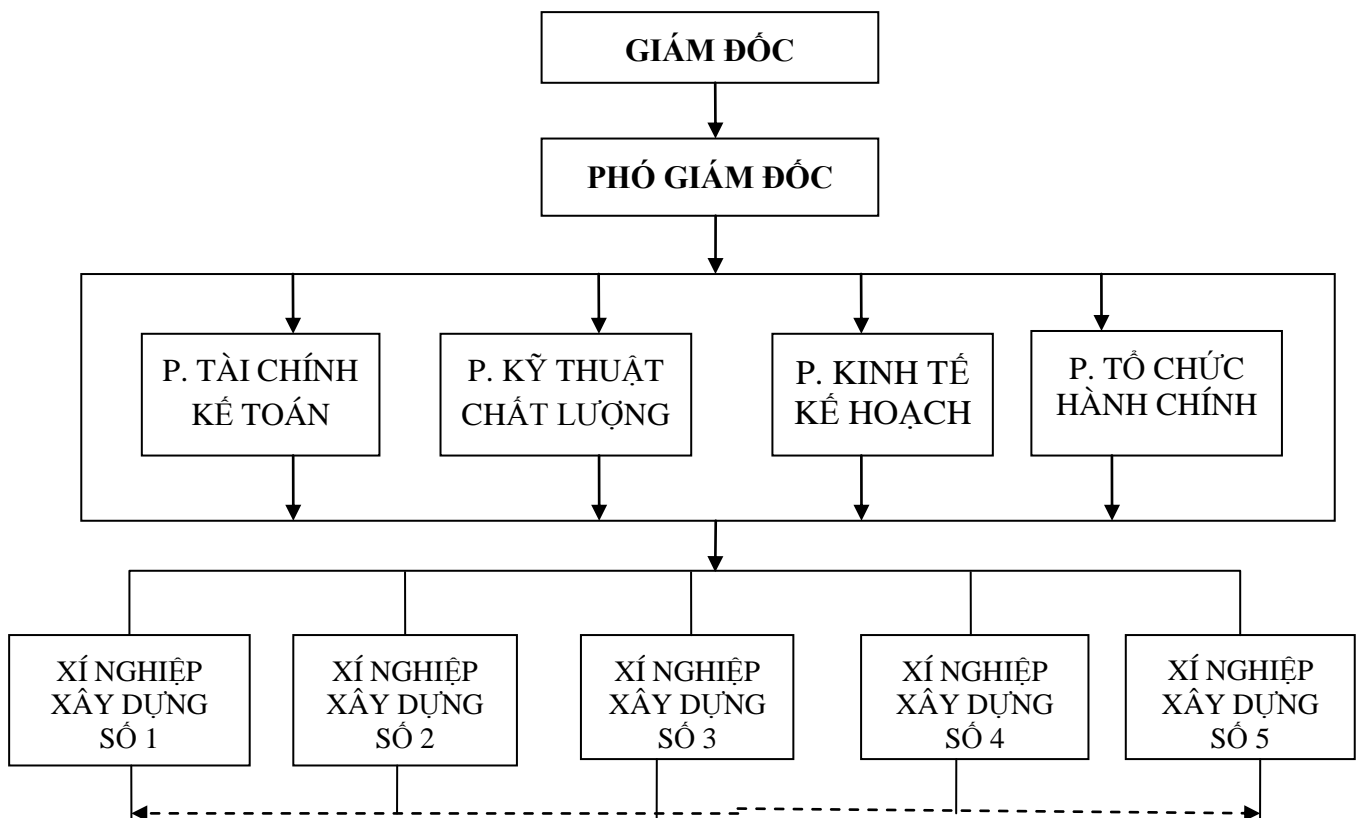 GIÁM ĐỐC
PHÓ GIÁM ĐỐC
P. TÀI CHÍNH
KẾ TOÁN
P. KỸ THUẬT
CHẤT LƯỢNG
P. KINH TẾ
KẾ HOẠCH
P. TỔ CHỨC
HÀNH CHÍNH
XÍ NGHIỆP
XÂY DỰNG
SỐ 1
XÍ NGHIỆP
XÂY DỰNG
SỐ 2
XÍ NGHIỆP
XÂY DỰNG
SỐ 3
XÍ NGHIỆP
XÂY DỰNG
SỐ 4
XÍ NGHIỆP
XÂY DỰNG
SỐ 5